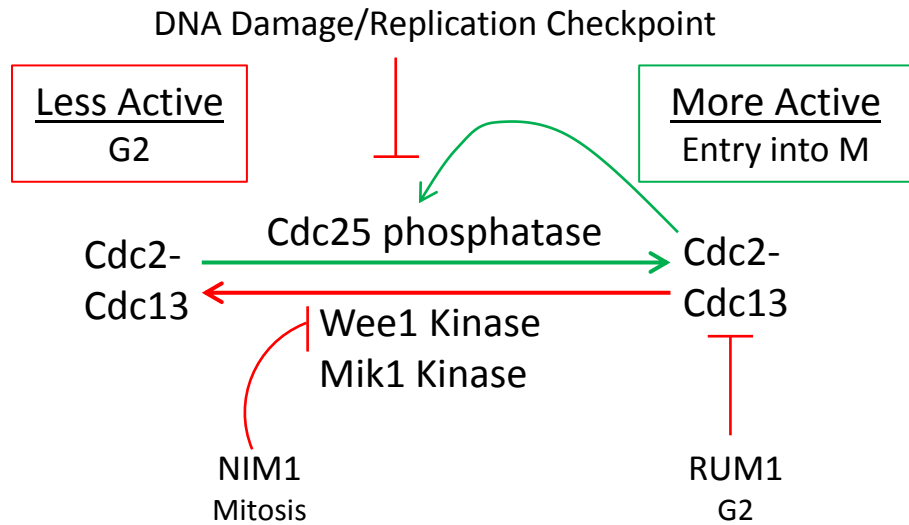 DNA Damage/Replication Checkpoint
Less Active
G2
More Active
Entry into M
Cdc25 phosphatase
Cdc2-
Cdc13
Cdc2-
Cdc13
Wee1 Kinase
Mik1 Kinase
NIM1
Mitosis
RUM1
G2